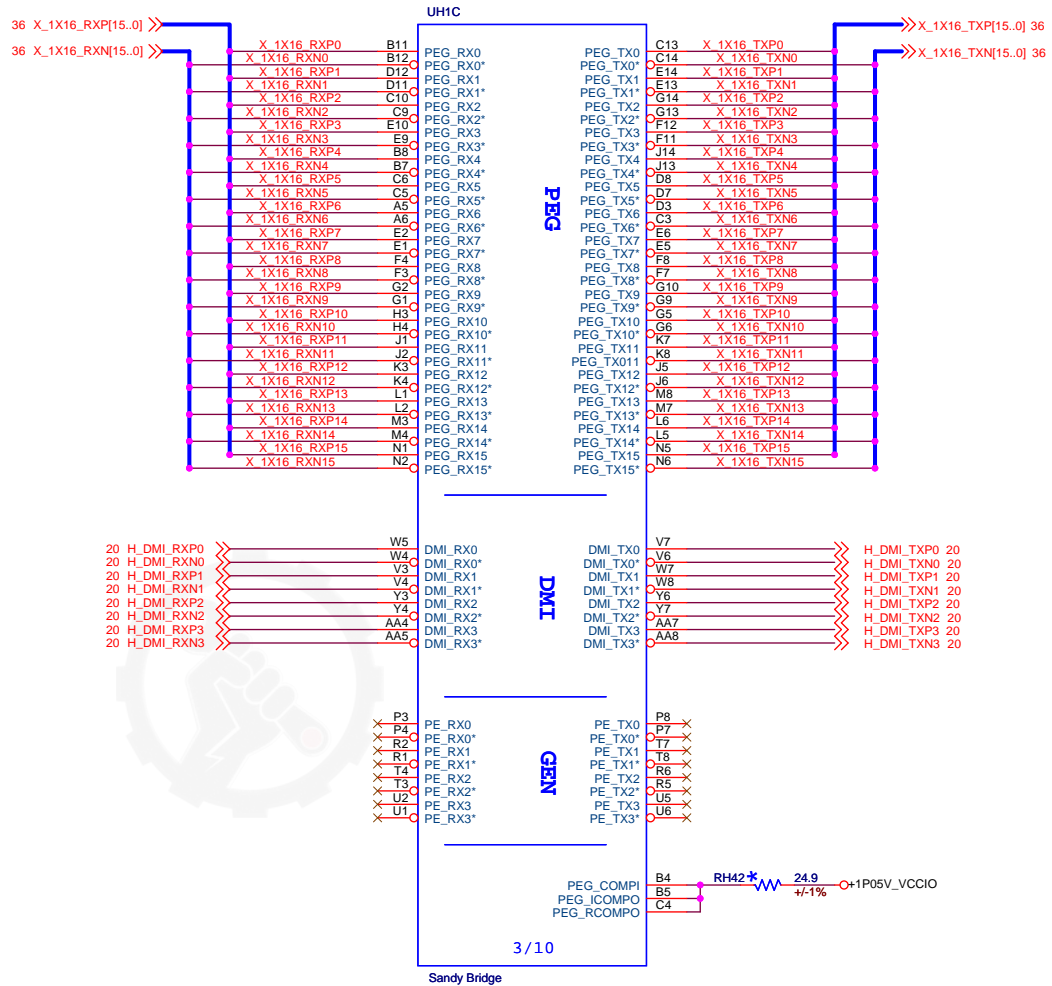 UH1C
36 X_1X16_RXP[15..0] X_1X16_TXP[15..0] 36
36 X_1X16_RXN[15..0] X_1X16_TXN[15..0] 36
X_1X16_RXP0 B11 PEG_RX0 PEG_TX0 C13 X_1X16_TXP0
X_1X16_RXN0 B12 PEG_RX0* PEG_TX0* C14 X_1X16_TXN0
X_1X16_RXP1 D12 PEG_RX1 PEG_TX1 E14 X_1X16_TXP1
X_1X16_RXN1 D11 PEG_RX1* PEG_TX1* E13 X_1X16_TXN1
X_1X16_RXP2 C10 PEG_RX2 PEG_TX2 G14 X_1X16_TXP2
X_1X16_RXN2 C9 PEG_RX2* PEG_TX2* G13 X_1X16_TXN2
X_1X16_RXP3 E10 PEG_RX3 PEG_TX3 F12 X_1X16_TXP3
X_1X16_RXN3 E9 PEG_RX3* PEG_TX3* F11 X_1X16_TXN3
X_1X16_RXP4 B8 PEG_RX4 PEG_TX4 J14 X_1X16_TXP4
X_1X16_RXN4 B7 PEG_RX4* PEG_TX4* J13 X_1X16_TXN4
X_1X16_RXP5 C6 PEG_RX5 PEG_TX5 D8 X_1X16_TXP5
X_1X16_RXN5 C5 PEG_RX5* PEG_TX5* D7 X_1X16_TXN5
X_1X16_RXP6 A5 PEG_RX6 PEG_TX6 D3 X_1X16_TXP6
X_1X16_RXN6 A6 PEG_RX6* PEG_TX6* C3 X_1X16_TXN6
X_1X16_RXP7 E2 PEG_RX7 PEG_TX7 E6 X_1X16_TXP7
X_1X16_RXN7 E1 PEG_RX7* PEG_TX7* E5 X_1X16_TXN7
X_1X16_RXP8 F4 PEG_RX8 PEG_TX8 F8 X_1X16_TXP8
X_1X16_RXN8 F3 PEG_RX8* PEG_TX8* F7 X_1X16_TXN8
X_1X16_RXP9 G2 PEG_RX9 PEG_TX9 G10 X_1X16_TXP9
X_1X16_RXN9 G1 PEG_RX9* PEG_TX9* G9 X_1X16_TXN9
X_1X16_RXP10 H3 PEG_RX10 PEG_TX10 G5 X_1X16_TXP10
X_1X16_RXN10 H4 PEG_RX10* PEG_TX10* G6 X_1X16_TXN10
X_1X16_RXP11 J1 PEG_RX11 PEG_TX11 K7 X_1X16_TXP11
X_1X16_RXN11 J2 PEG_RX11* PEG_TX011 K8 X_1X16_TXN11
X_1X16_RXP12 K3 PEG_RX12 PEG_TX12 J5 X_1X16_TXP12
X_1X16_RXN12 K4 PEG_RX12* PEG_TX12* J6 X_1X16_TXN12
X_1X16_RXP13 L1 PEG_RX13 PEG_TX13 M8 X_1X16_TXP13
X_1X16_RXN13 L2 PEG_RX13* PEG_TX13* M7 X_1X16_TXN13
X_1X16_RXP14 M3 PEG_RX14 PEG_TX14 L6 X_1X16_TXP14
X_1X16_RXN14 M4 PEG_RX14* PEG_TX14* L5 X_1X16_TXN14
X_1X16_RXP15 N1 PEG_RX15 PEG_TX15 N5 X_1X16_TXP15
X_1X16_RXN15 N2 PEG_RX15* PEG_TX15* N6 X_1X16_TXN15
PEG
20 H_DMI_RXP0 W5 DMI_RX0 DMI_TX0 V7 H_DMI_TXP0 20
20 H_DMI_RXN0 W4 DMI_RX0* DMI_TX0* V6 H_DMI_TXN0 20
20 H_DMI_RXP1 V3 DMI_RX1 DMI_TX1 W7 H_DMI_TXP1 20
20 H_DMI_RXN1 V4 DMI_RX1* DMI_TX1* W8 H_DMI_TXN1 20
20 H_DMI_RXP2 Y3 DMI_RX2 DMI_TX2 Y6 H_DMI_TXP2 20
20 H_DMI_RXN2 Y4 DMI_RX2* DMI_TX2* Y7 H_DMI_TXN2 20
20 H_DMI_RXP3 AA4 DMI_RX3 DMI_TX3 AA7 H_DMI_TXP3 20
20 H_DMI_RXN3 AA5 DMI_RX3* DMI_TX3* AA8 H_DMI_TXN3 20
DMI
P3 PE_RX0 PE_TX0 P8
P4 PE_RX0* PE_TX0* P7
R2 PE_RX1 PE_TX1 T7
R1 PE_RX1* PE_TX1* T8
T4 PE_RX2 PE_TX2 R6
T3 PE_RX2* PE_TX2* R5
U2 PE_RX3 PE_TX3 U5
U1 PE_RX3* PE_TX3* U6
GEN
PEG_COMPI B4 RH42 * 24.9 +1P05V_VCCIO
PEG_ICOMPO B5 +/-1%
PEG_RCOMPO C4
3/10
Sandy Bridge